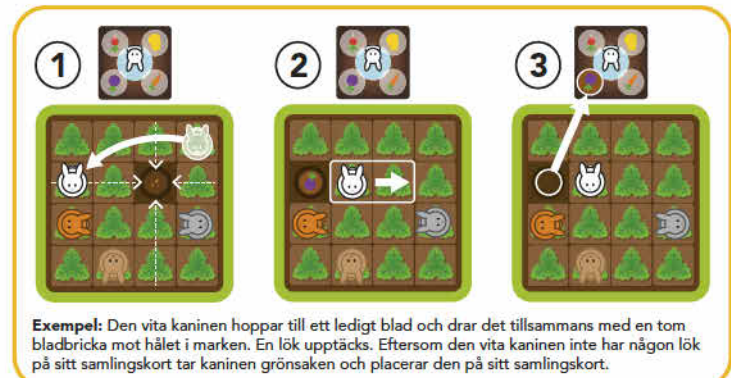 1
2
3
Exempel: Den vita kaninen hoppar till ett ledigt blad och drar det tillsammans med en tom
bladbricka mot hålet i marken. En lök upptäcks. Eftersom den vita kaninen inte har någon lök
på sitt samlingskort tar kaninen grönsaken och placerar den på sitt samlingskort.